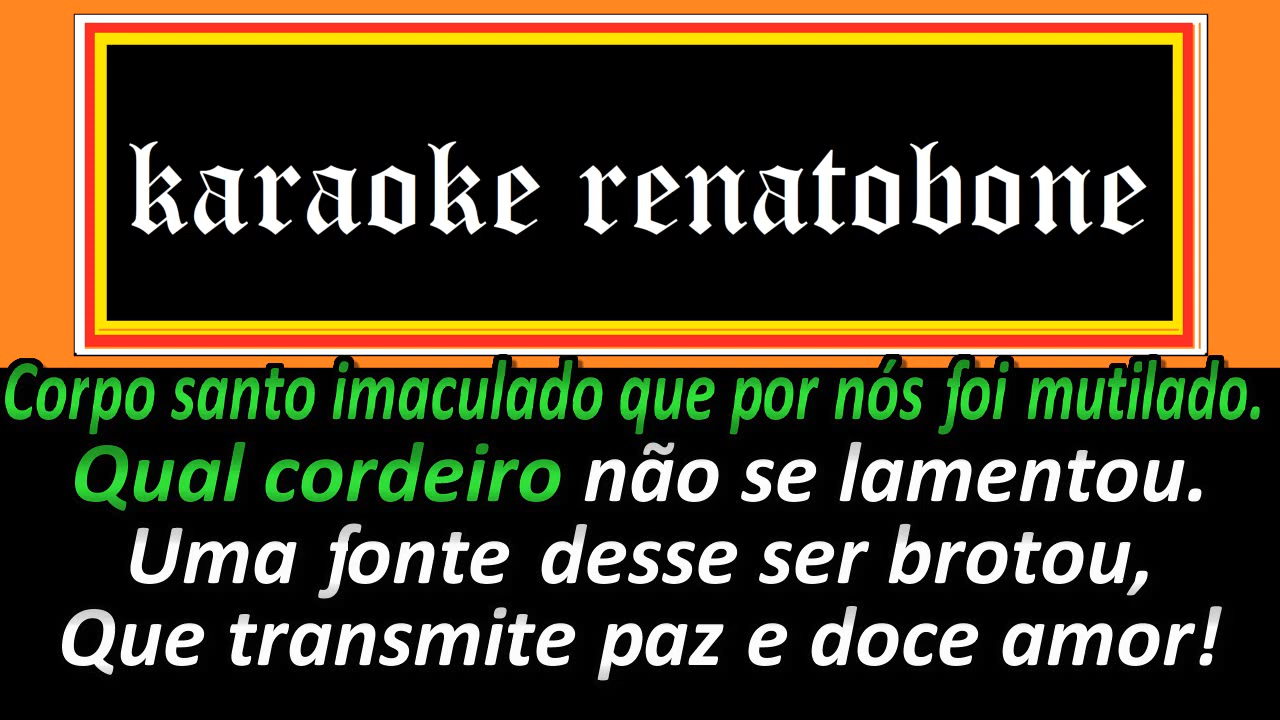 karaoke renatobone
Corpo santo imaculado que por nós foi mutilado.
Qual cordeiro não se lamentou.
Uma fonte desse ser brotou,
Que transmite paz e doce amor!